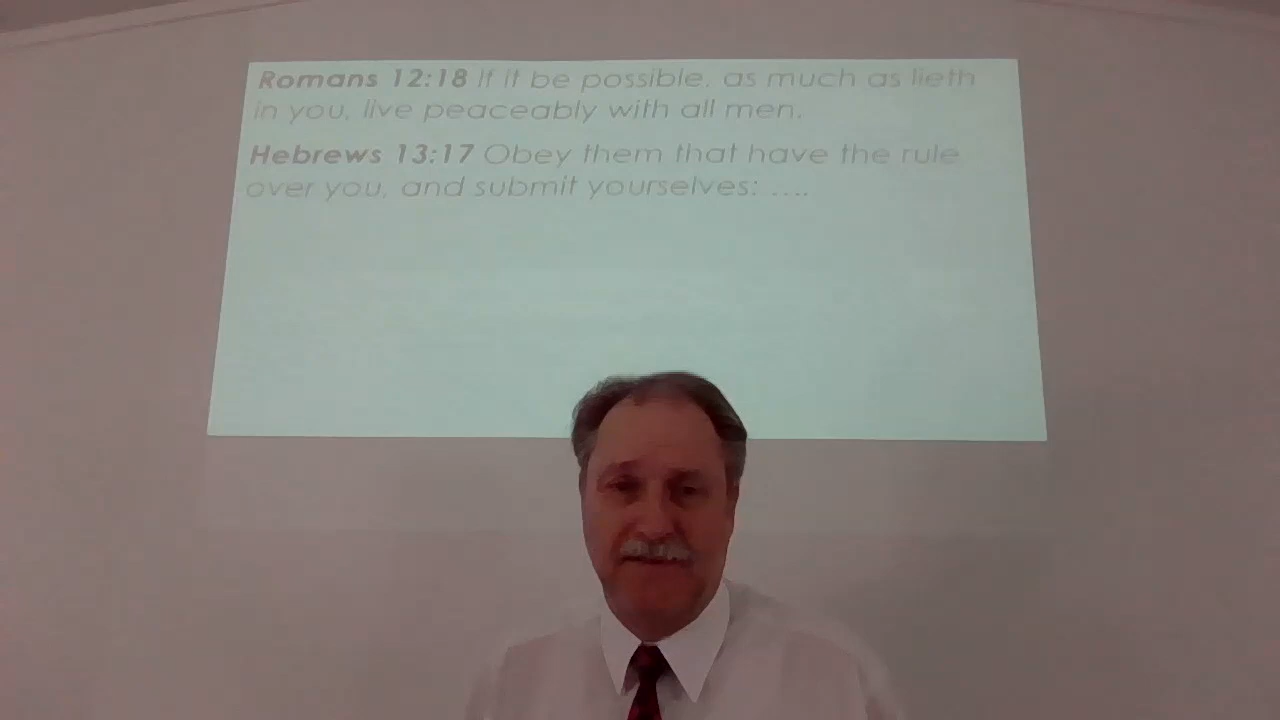 Romans 12:18 If it be possible, as much as lieth
in you, live peaceably with all men.
Hebrews 13:17 Obey them that have the rule
over you, and submit yourselves: ....